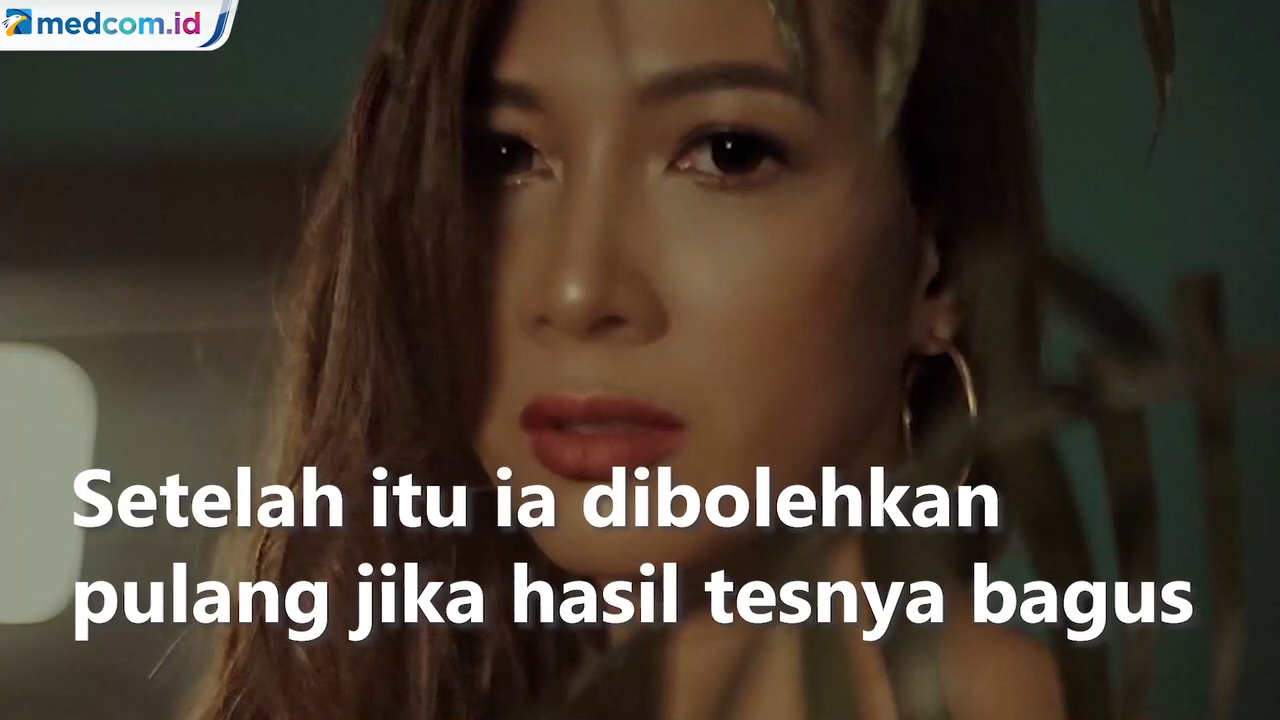 medcom.id
Setelah itu ia dibolehkan
pulang jika hasil tesnya bagus